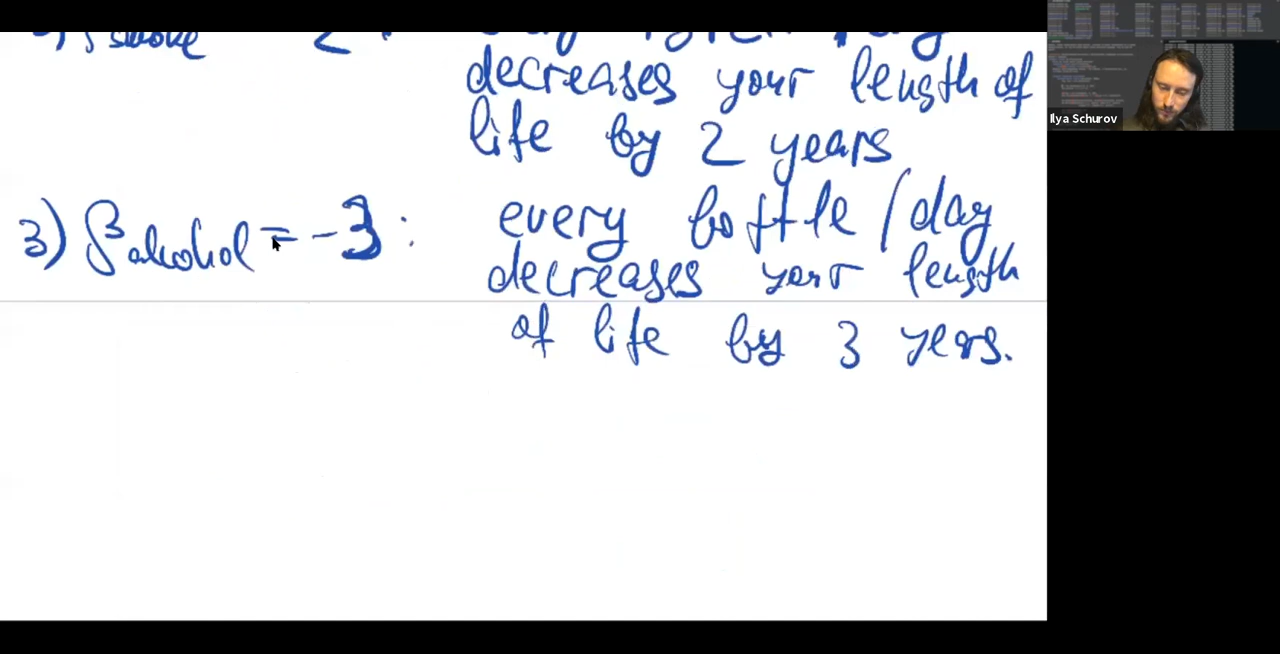 decreases your length of
life by 2 years
3) βalcohol = -3 : every bottle / day
decreases your length
of life by 3 years.
Ilya Schurov